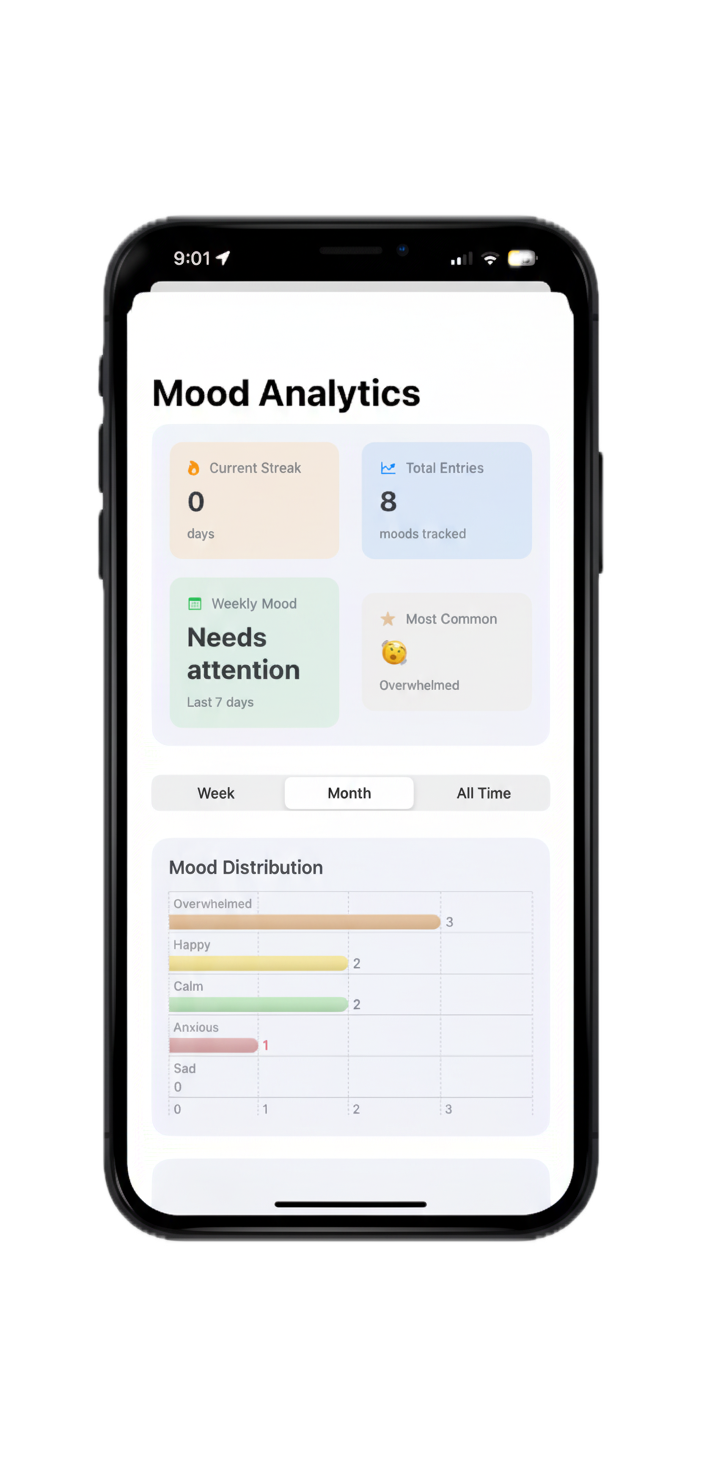 9:01
Mood Analytics
Current Streak
0
days
Total Entries
8
moods tracked
Weekly Mood
Needs
attention
Last 7 days
Most Common
Overwhelmed
Week
Month
All Time
Mood Distribution
Overwhelmed
3
Happy
2
Calm
2
Anxious
1
Sad
0
0 1 2 3